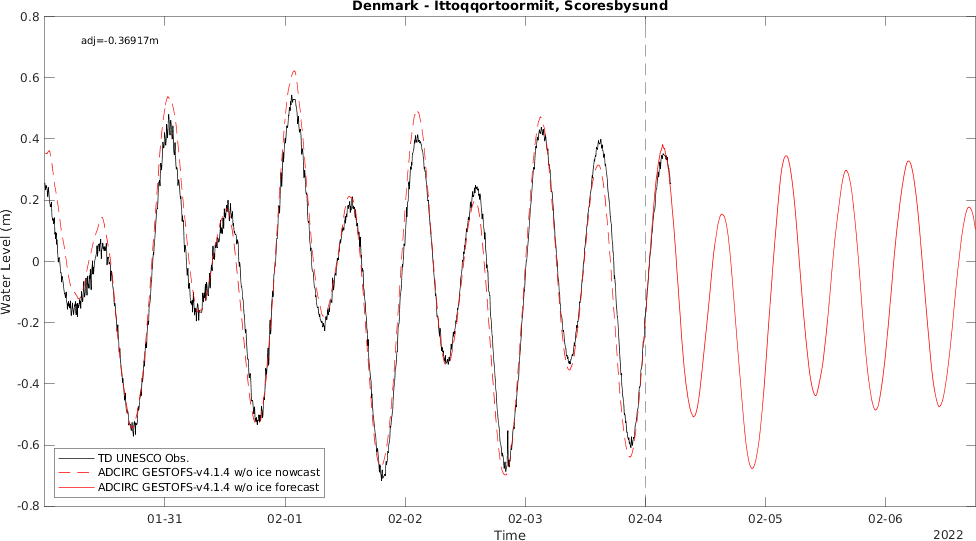 Denmark - Ittoqqortoormiit, Scoresbysund
adj=-0.36917m
0.8
0.6
0.4
0.2
0
-0.2
-0.4
-0.6
-0.8
Water Level (m)
TD UNESCO Obs.
ADCIRC GESTOFS-v4.1.4 w/o ice nowcast
ADCIRC GESTOFS-v4.1.4 w/o ice forecast
01-31 02-01 02-02 02-03 02-04 02-05 02-06
Time
2022